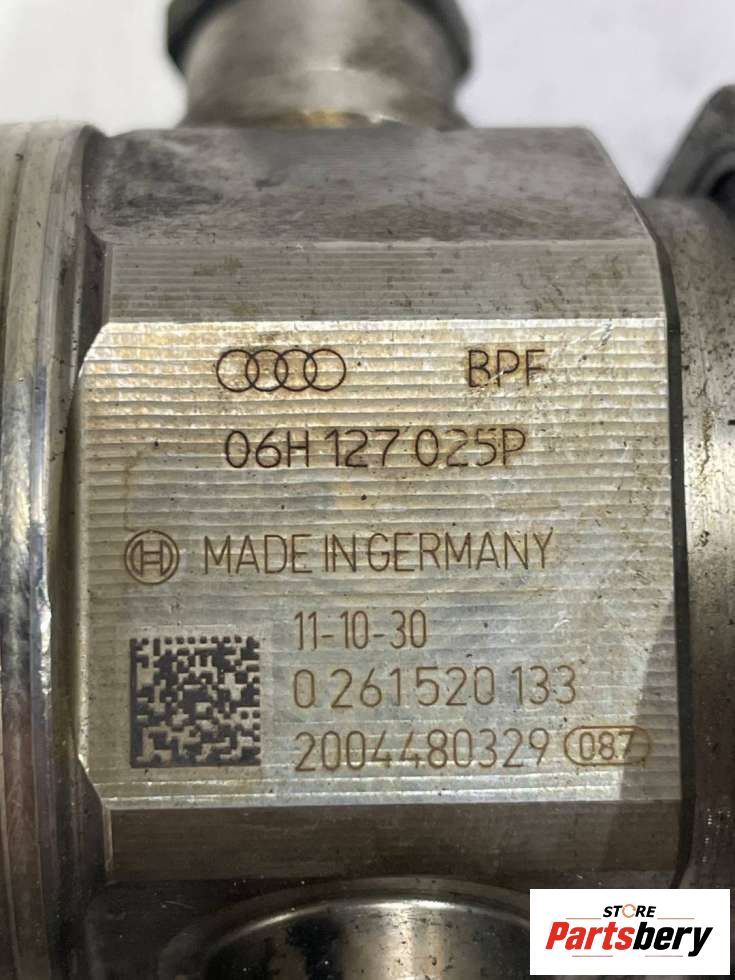 BPF
06H 127 025P
MADE IN GERMANY
11-10-30
0 261 520 133
2004480329 087
STORE
Partsbery